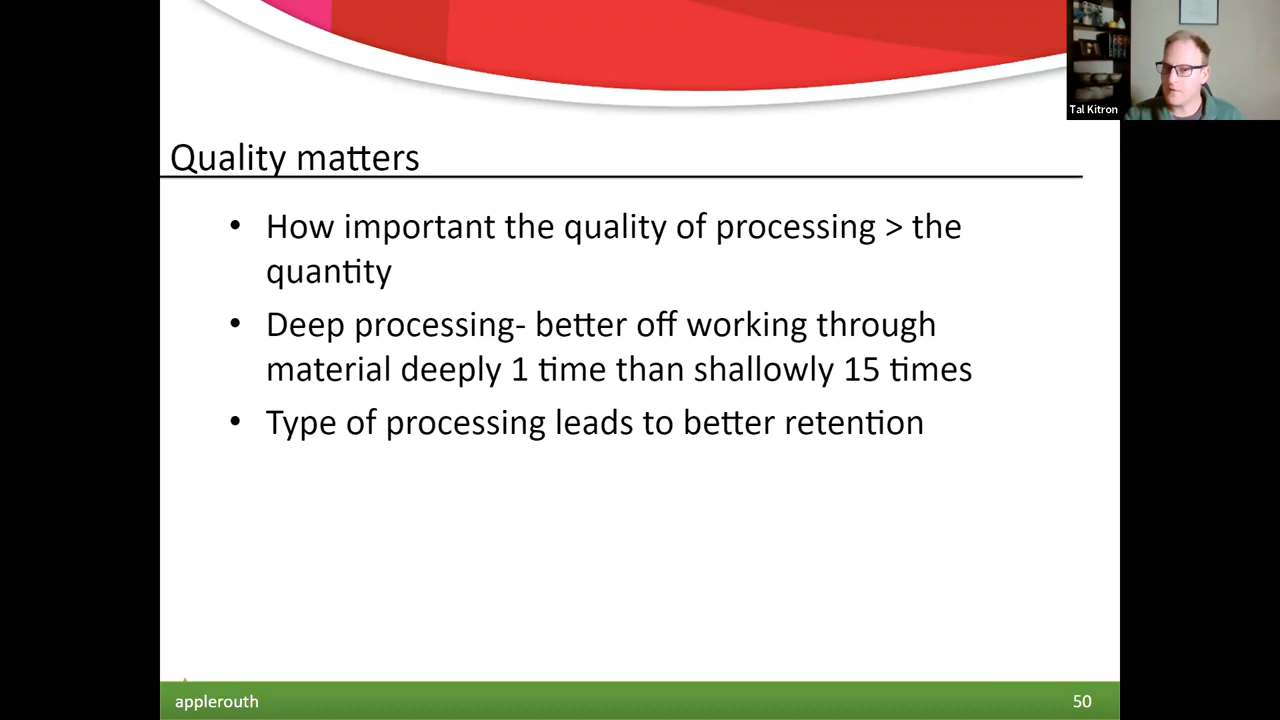 Tal Kitron
Quality matters
• How important the quality of processing > the
quantity
• Deep processing- better off working through
material deeply 1 time than shallowly 15 times
• Type of processing leads to better retention
applerouth
50